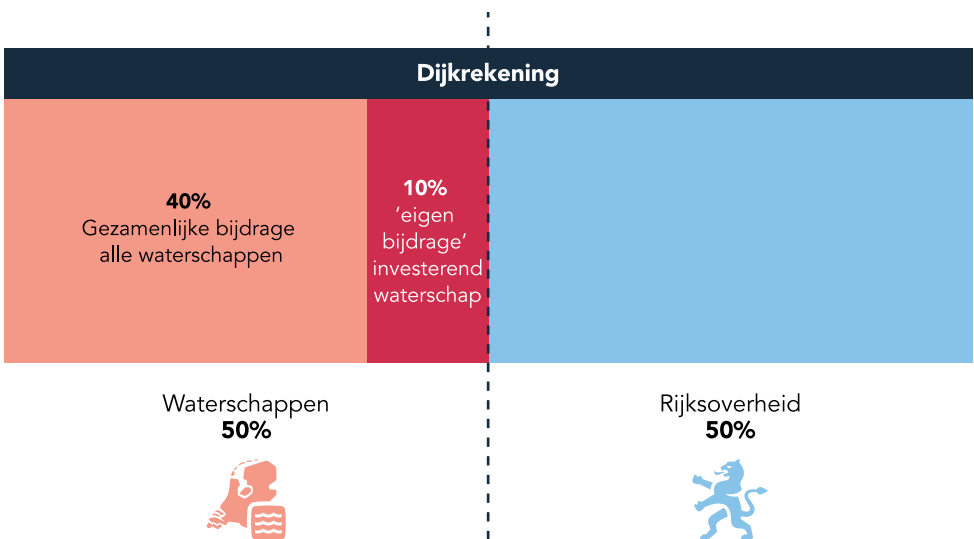 Dijkrekening
40%
Gezamenlijke bijdrage
alle waterschappen
10%
‘eigen
bijdrage’
investerend
waterschap
Waterschappen
50%
Rijksoverheid
50%